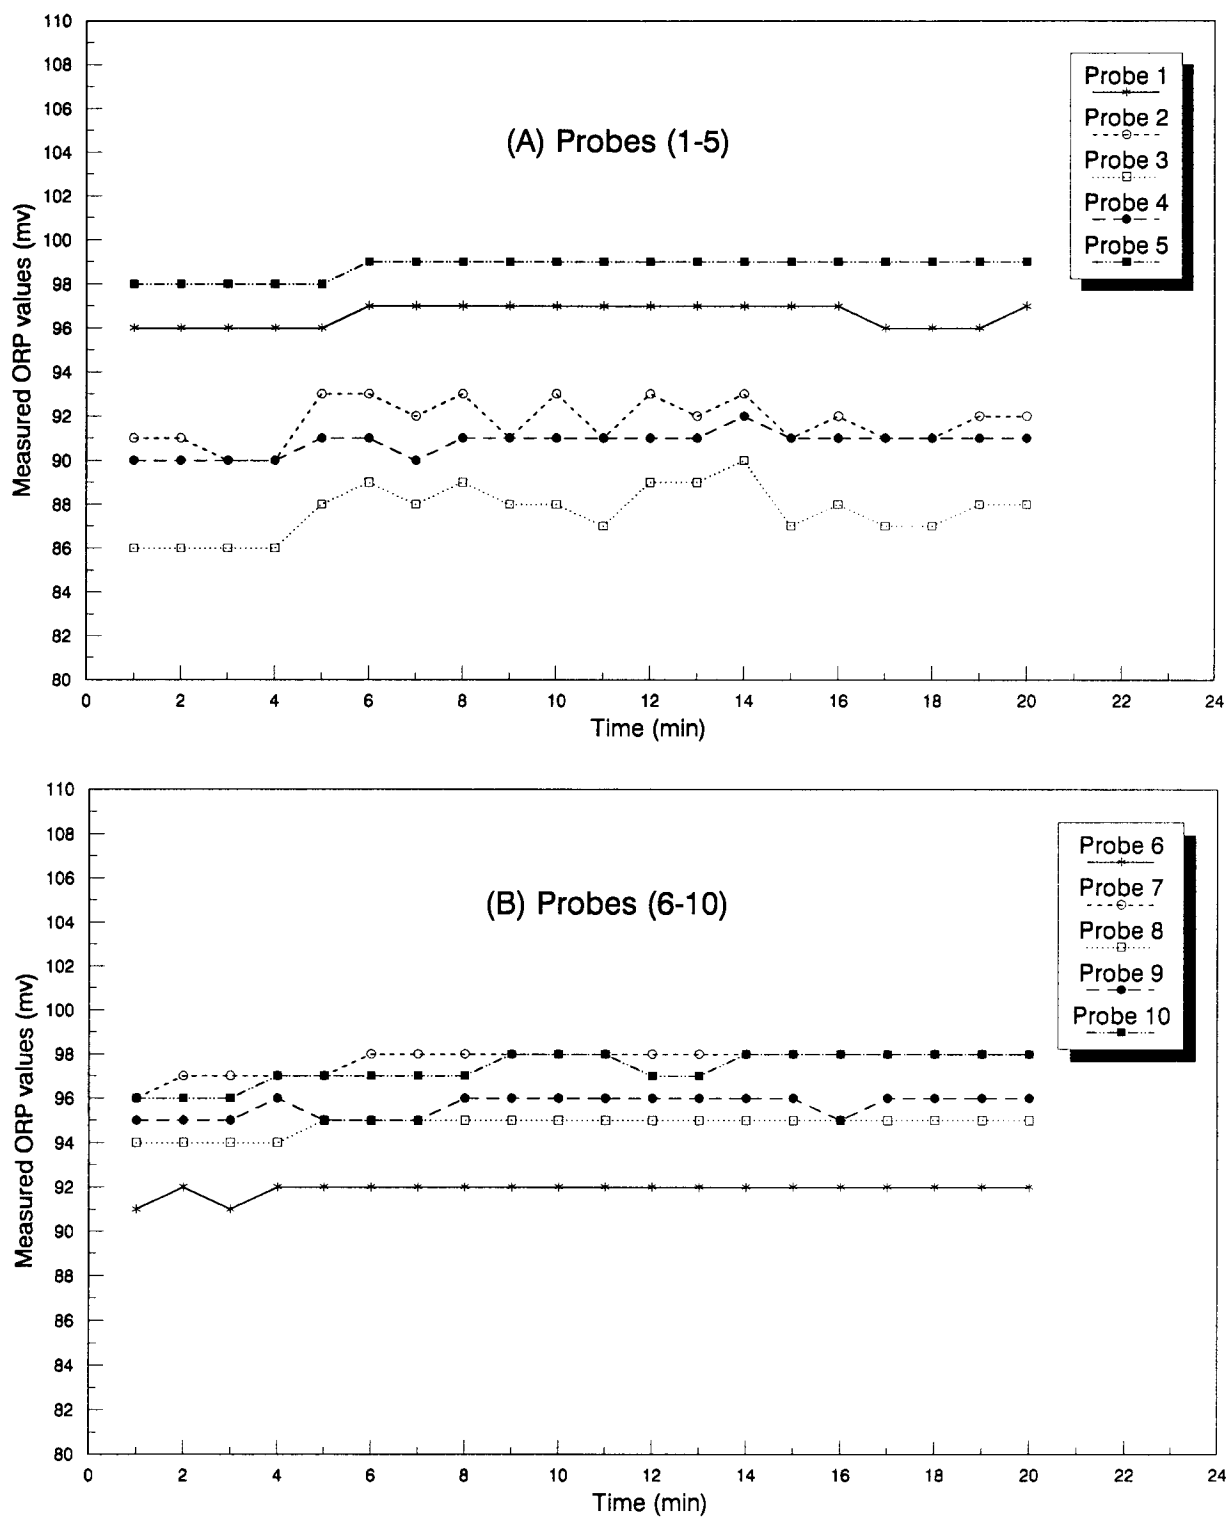 110
108
106
104
102
100
98
96
94
92
90
88
86
84
82
80
Measured ORP values (mv)
(A) Probes (1-5)
Probe 1
Probe 2
Probe 3
Probe 4
Probe 5
0 2 4 6 8 10 12 14 16 18 20 22 24
Time (min)
110
108
106
104
102
100
98
96
94
92
90
88
86
84
82
80
Measured ORP values (mv)
(B) Probes (6-10)
Probe 6
Probe 7
Probe 8
Probe 9
Probe 10
0 2 4 6 8 10 12 14 16 18 20 22 24
Time (min)